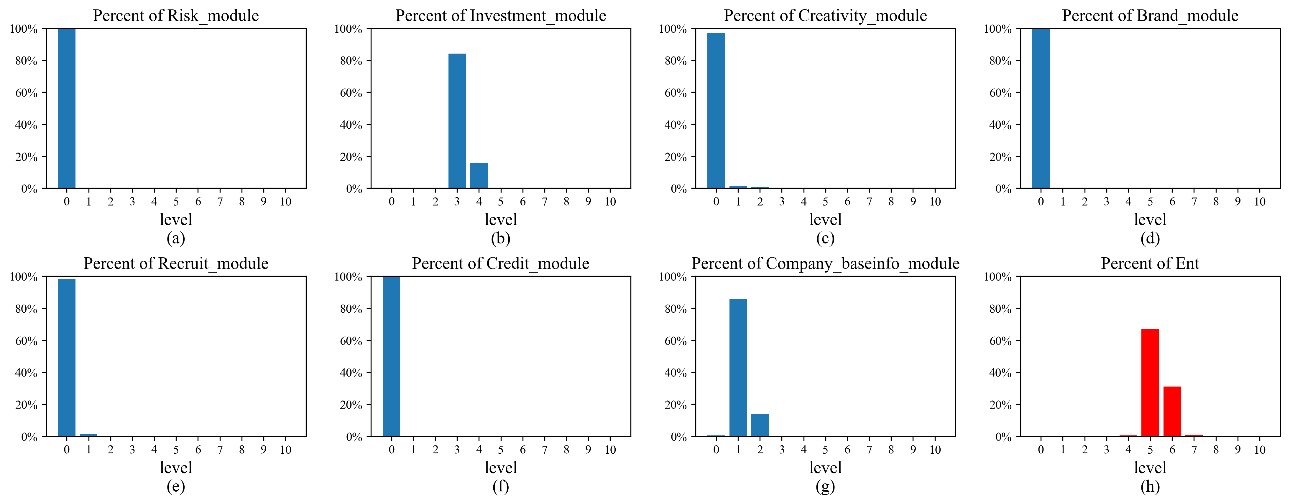 Percent of Risk_module
100%
80%
60%
40%
20%
0%
0 1 2 3 4 5 6 7 8 9 10
level
(a)
Percent of Investment_module
100%
80%
60%
40%
20%
0%
0 1 2 3 4 5 6 7 8 9 10
level
(b)
Percent of Creativity_module
100%
80%
60%
40%
20%
0%
0 1 2 3 4 5 6 7 8 9 10
level
(c)
Percent of Brand_module
100%
80%
60%
40%
20%
0%
0 1 2 3 4 5 6 7 8 9 10
level
(d)
Percent of Recruit_module
100%
80%
60%
40%
20%
0%
0 1 2 3 4 5 6 7 8 9 10
level
(e)
Percent of Credit_module
100%
80%
60%
40%
20%
0%
0 1 2 3 4 5 6 7 8 9 10
level
(f)
Percent of Company_baseinfo_module
100%
80%
60%
40%
20%
0%
0 1 2 3 4 5 6 7 8 9 10
level
(g)
Percent of Ent
100%
80%
60%
40%
20%
0%
0 1 2 3 4 5 6 7 8 9 10
level
(h)